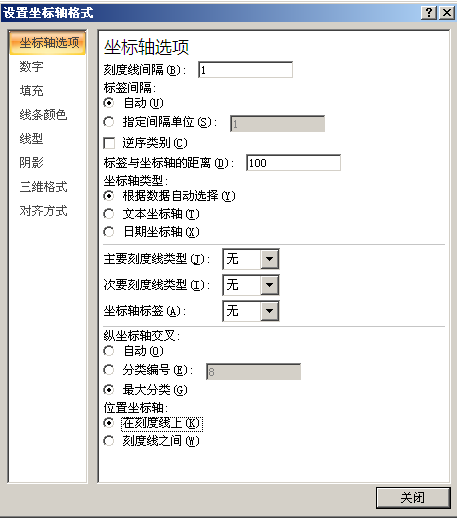 设置坐标轴格式
坐标轴选项
数字
填充
线条颜色
线型
阴影
三维格式
对齐方式
坐标轴选项
刻度线间隔(B): 1
标签间隔:
自动(U)
指定间隔单位(S): 1
逆序类别(C)
标签与坐标轴的距离(D): 100
坐标轴类型:
根据数据自动选择(Y)
文本坐标轴(T)
日期坐标轴(X)
主要刻度线类型(J): 无
次要刻度线类型(I): 无
坐标轴标签(A): 无
纵坐标轴交叉:
自动(O)
分类编号(E): 8
最大分类(G)
位置坐标轴:
在刻度线上(K)
刻度线之间(W)
关闭